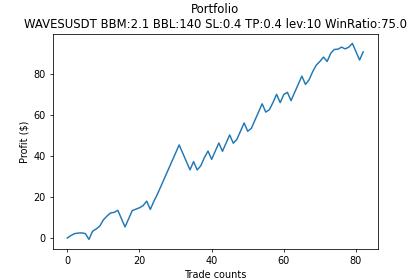 Portfolio
WAVESUSDT BBM:2.1 BBL:140 SL:0.4 TP:0.4 lev:10 WinRatio:75.0
80
60
40
20
0
Profit ($)
0
20
40
60
80
Trade counts